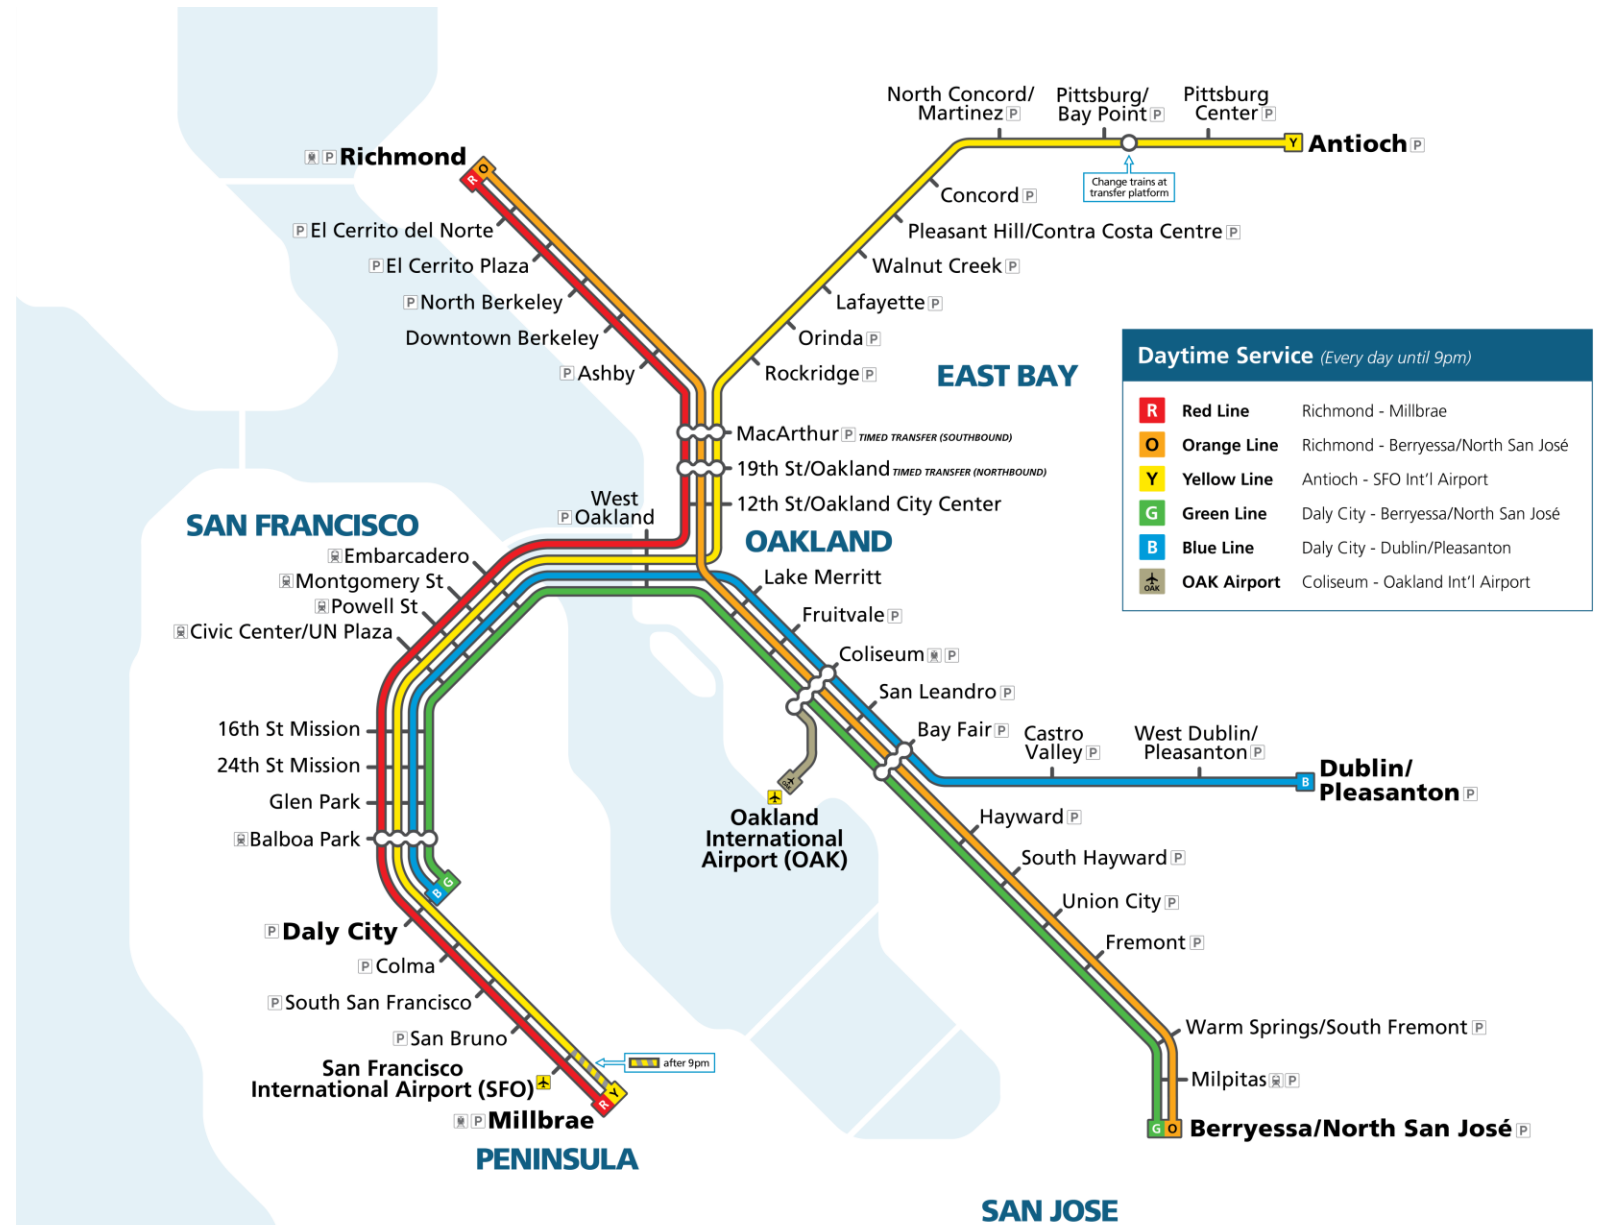 North Concord/
Martinez P
Pittsburg/
Bay Point P
Pittsburg
Center P
Y
Antioch P
Change trains at
transfer platform
P Richmond
R
O
P El Cerrito del Norte
P El Cerrito Plaza
P North Berkeley
Downtown Berkeley
P Ashby
Concord P
Pleasant Hill/Contra Costa Centre P
Walnut Creek P
Lafayette P
Orinda P
Rockridge P
EAST BAY
MacArthur P TIMED TRANSFER (SOUTHBOUND)
19th St/Oakland TIMED TRANSFER (NORTHBOUND)
12th St/Oakland City Center
Daytime Service (Every day until 9pm)
R Red Line Richmond - Millbrae
O Orange Line Richmond - Berryessa/North San José
Y Yellow Line Antioch - SFO Int'l Airport
G Green Line Daly City - Berryessa/North San José
B Blue Line Daly City - Dublin/Pleasanton
OAK OAK Airport Coliseum - Oakland Int'l Airport
West
P Oakland
SAN FRANCISCO
OAKLAND
Embarcadero
Montgomery St
Powell St
Civic Center/UN Plaza
16th St Mission
24th St Mission
Glen Park
Balboa Park
G
B
P Daly City
P Colma
P South San Francisco
P San Bruno
San Francisco
International Airport (SFO)
after 9pm
Y
R
P Millbrae
PENINSULA
Lake Merritt
Fruitvale P
Coliseum P
San Leandro P
Bay Fair P
Castro
Valley P
West Dublin/
Pleasanton P
B
Dublin/
Pleasanton P
OAK
Oakland
International
Airport (OAK)
Hayward P
South Hayward P
Union City P
Fremont P
Warm Springs/South Fremont P
Milpitas P
G O Berryessa/North San José P
SAN JOSE